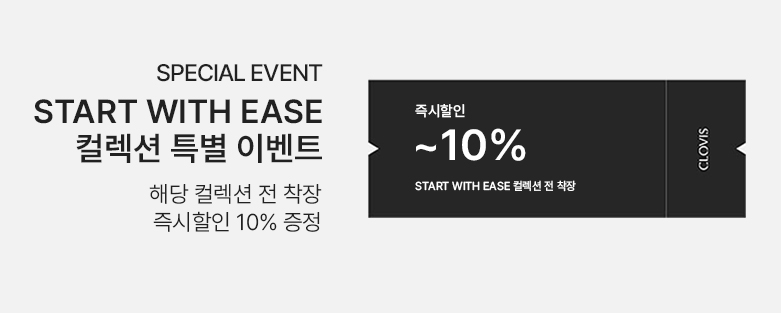 SPECIAL EVENT
START WITH EASE
컬렉션 특별 이벤트
해당 컬렉션 전 착장
즉시할인 10% 증정
즉시할인
~10%
START WITH EASE 컬렉션 전 착장
CLOVIS